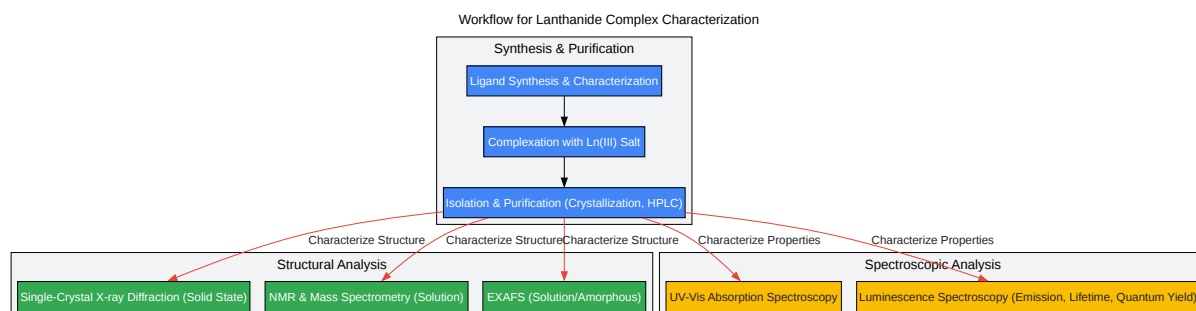 Workflow for Lanthanide Complex Characterization
Synthesis & Purification
Ligand Synthesis & Characterization
Complexation with Ln(III) Salt
Isolation & Purification (Crystallization, HPLC)
Characterize Structure
Characterize Structure
Characterize Structure
Characterize Properties
Characterize Properties
Structural Analysis
Spectroscopic Analysis
Single-Crystal X-ray Diffraction (Solid State)
NMR & Mass Spectrometry (Solution)
EXAFS (Solution/Amorphous)
UV-Vis Absorption Spectroscopy
Luminescence Spectroscopy (Emission, Lifetime, Quantum Yield)